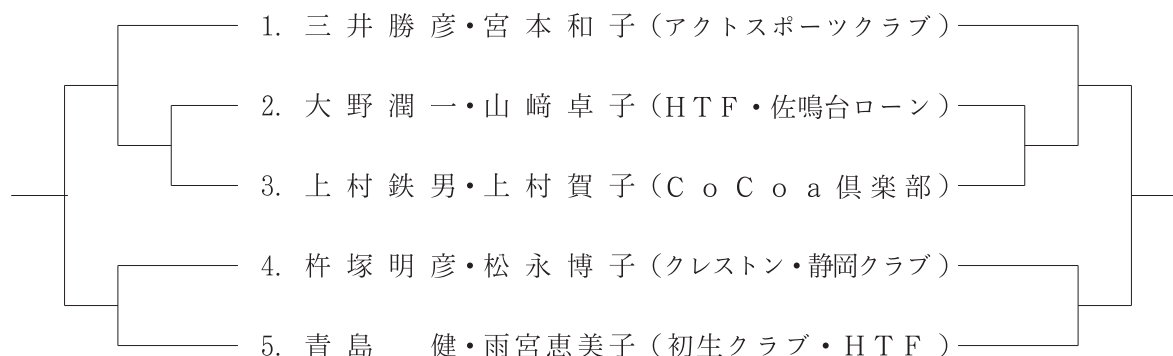 1. 三井勝彦・宮本和子(アクトスポーツクラブ)
2. 大野潤一・山﨑卓子(HTF・佐鳴台ローン)
3. 上村鉄男・上村賀子(CoCoa倶楽部)
4. 杵塚明彦・松永博子(クレストン・静岡クラブ)
5. 青島 健・雨宮恵美子(初生クラブ・HTF)